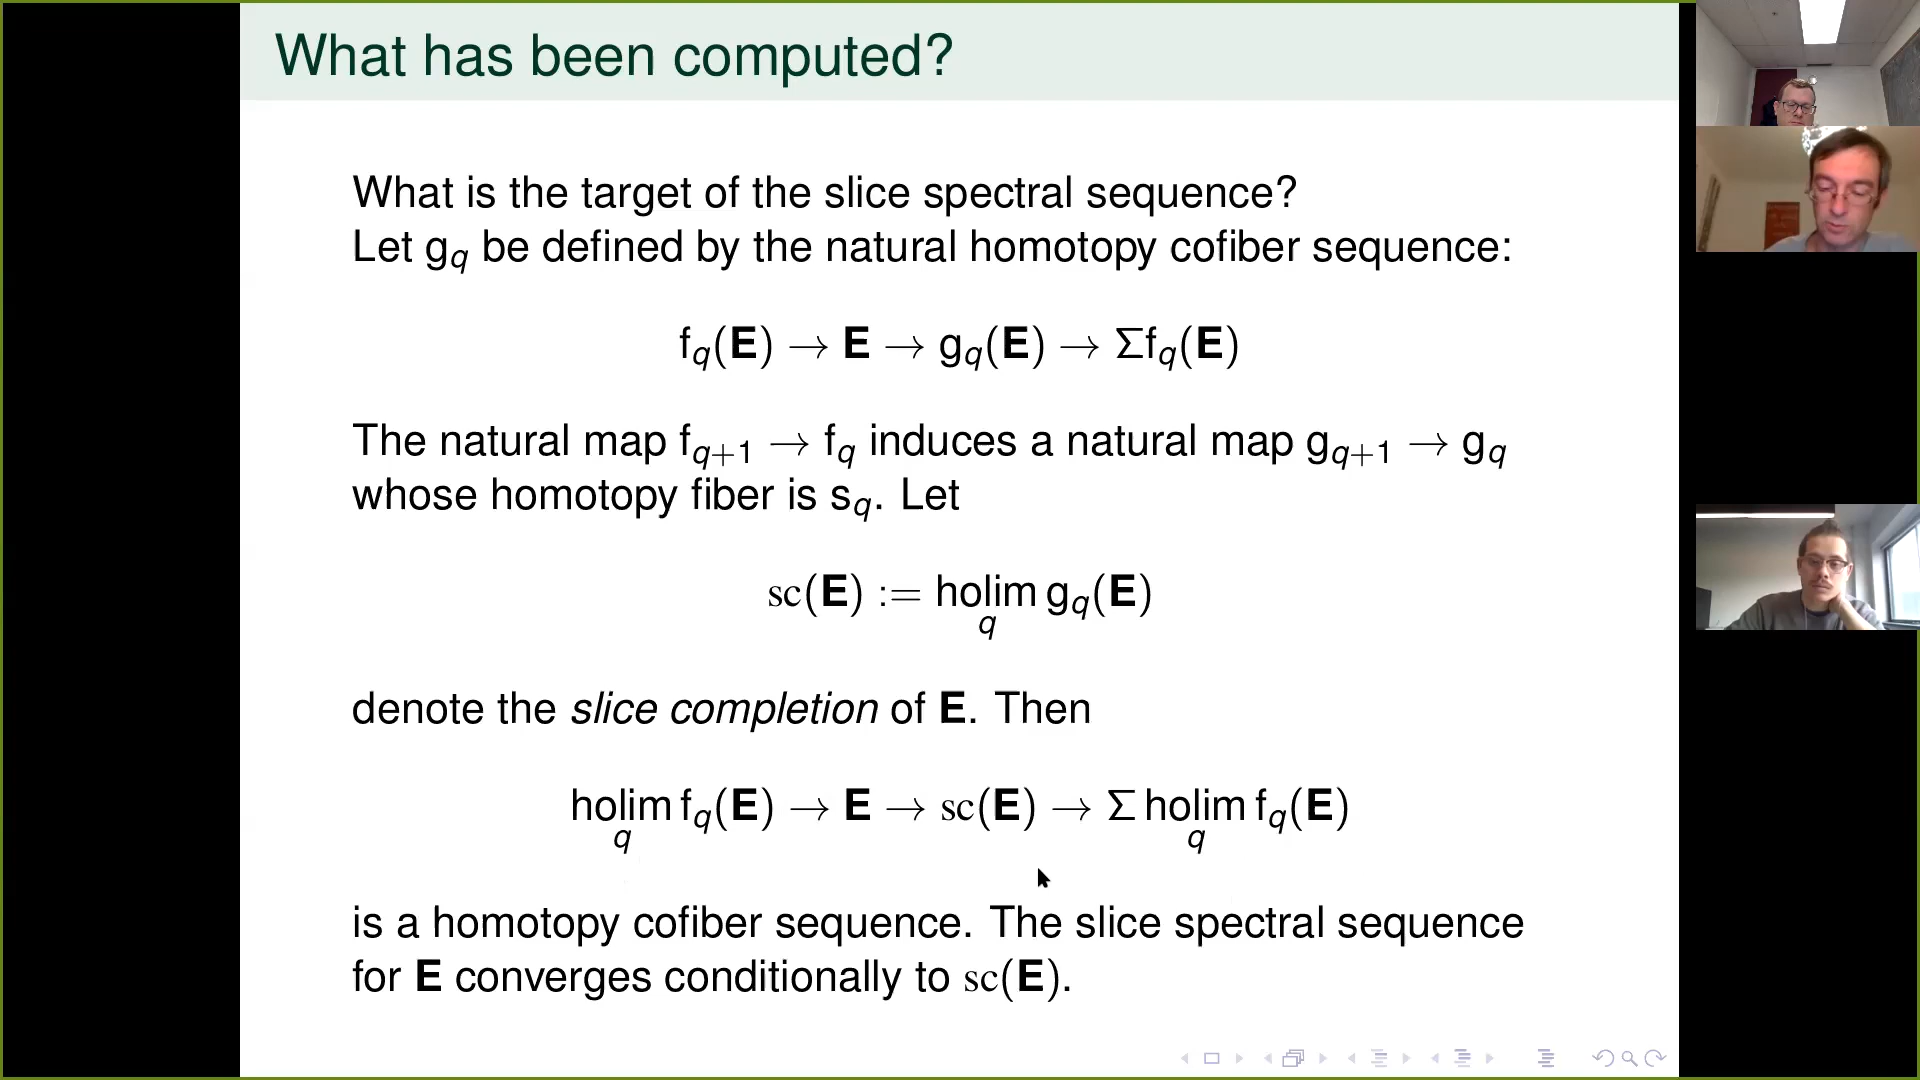 What has been computed?
What is the target of the slice spectral sequence?
Let g_q be defined by the natural homotopy cofiber sequence:
f_q(E) → E → g_q(E) → Σf_q(E)
The natural map f_{q+1} → f_q induces a natural map g_{q+1} → g_q
whose homotopy fiber is s_q. Let
sc(E) := holim_q g_q(E)
denote the slice completion of E. Then
holim_q f_q(E) → E → sc(E) → Σ holim_q f_q(E)
is a homotopy cofiber sequence. The slice spectral sequence
for E converges conditionally to sc(E).